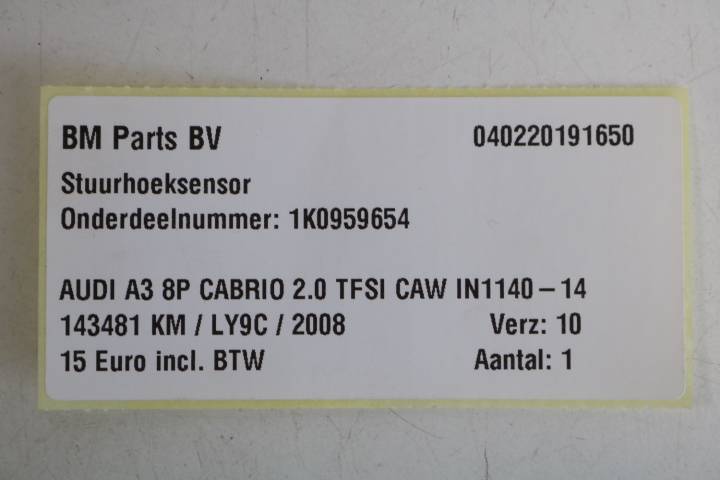 BM Parts BV 040220191650
Stuurhoeksensor
Onderdeelnummer: 1K0959654
AUDI A3 8P CABRIO 2.0 TFSI CAW IN1140-14
143481 KM / LY9C / 2008 Verz: 10
15 Euro incl. BTW Aantal: 1